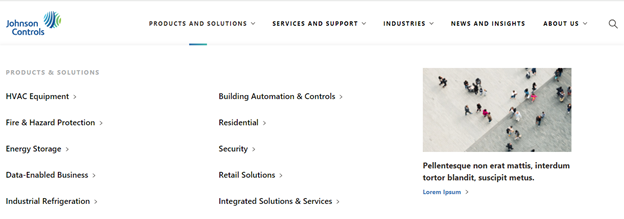 Johnson Controls
PRODUCTS AND SOLUTIONS
SERVICES AND SUPPORT
INDUSTRIES
NEWS AND INSIGHTS
ABOUT US
PRODUCTS & SOLUTIONS
HVAC Equipment
Fire & Hazard Protection
Energy Storage
Data-Enabled Business
Industrial Refrigeration
Building Automation & Controls
Residential
Security
Retail Solutions
Integrated Solutions & Services
Pellentesque non erat mattis, interdum
tortor blandit, suscipit metus.
Lorem Ipsum